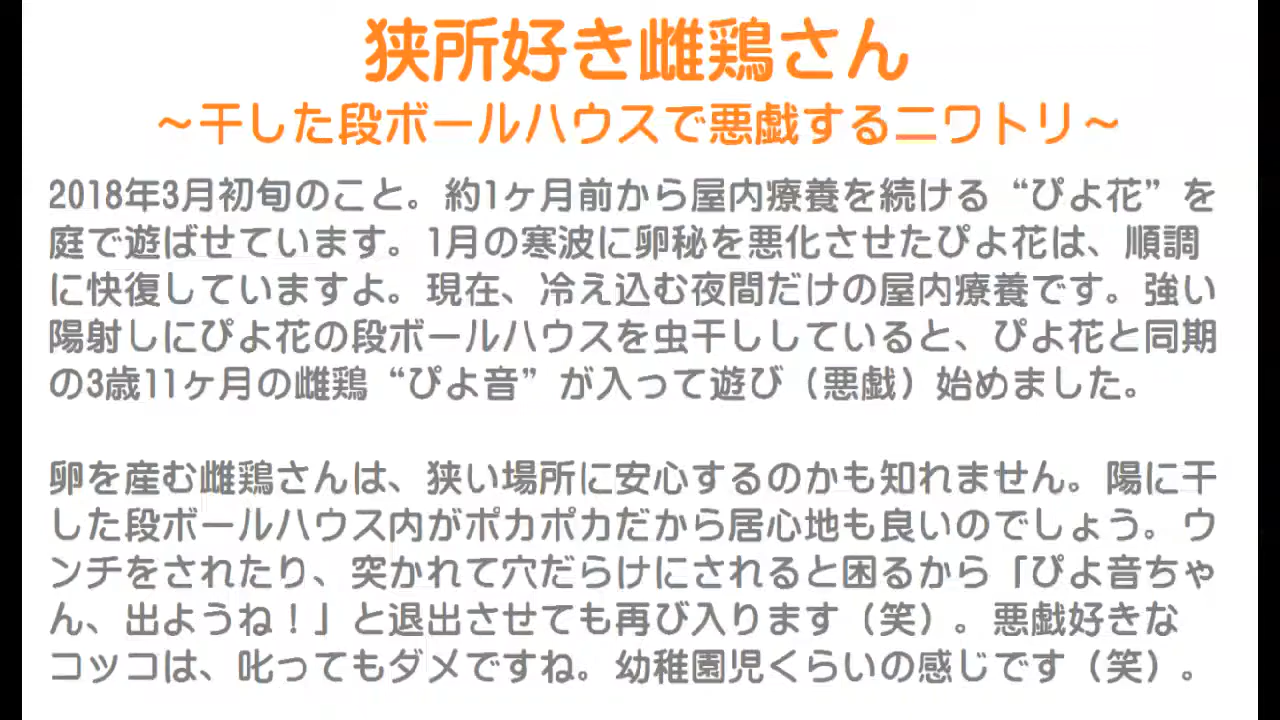 狭所好き雌鶏さん
～干した段ボールハウスで悪戯するニワトリ～
2018年3月初旬のこと。約1ヶ月前から屋内療養を続ける“ぴよ花”を
庭で遊ばせています。1月の寒波に卵秘を悪化させたぴよ花は、順調
に快復していますよ。現在、冷え込む夜間だけの屋内療養です。強い
陽射しにぴよ花の段ボールハウスを虫干ししていると、ぴよ花と同期
の3歳11ヶ月の雌鶏“ぴよ音”が入って遊び（悪戯）始めました。
卵を産む雌鶏さんは、狭い場所に安心するのかも知れません。陽に干
した段ボールハウス内がポカポカだから居心地も良いのでしょう。ウ
ンチをされたり、突かれて穴だらけにされると困るから「ぴよ音ちゃ
ん、出ようね！」と退出させても再び入ります（笑）。悪戯好きな
コッコは、叱ってもダメですね。幼稚園児くらいの感じです（笑）。